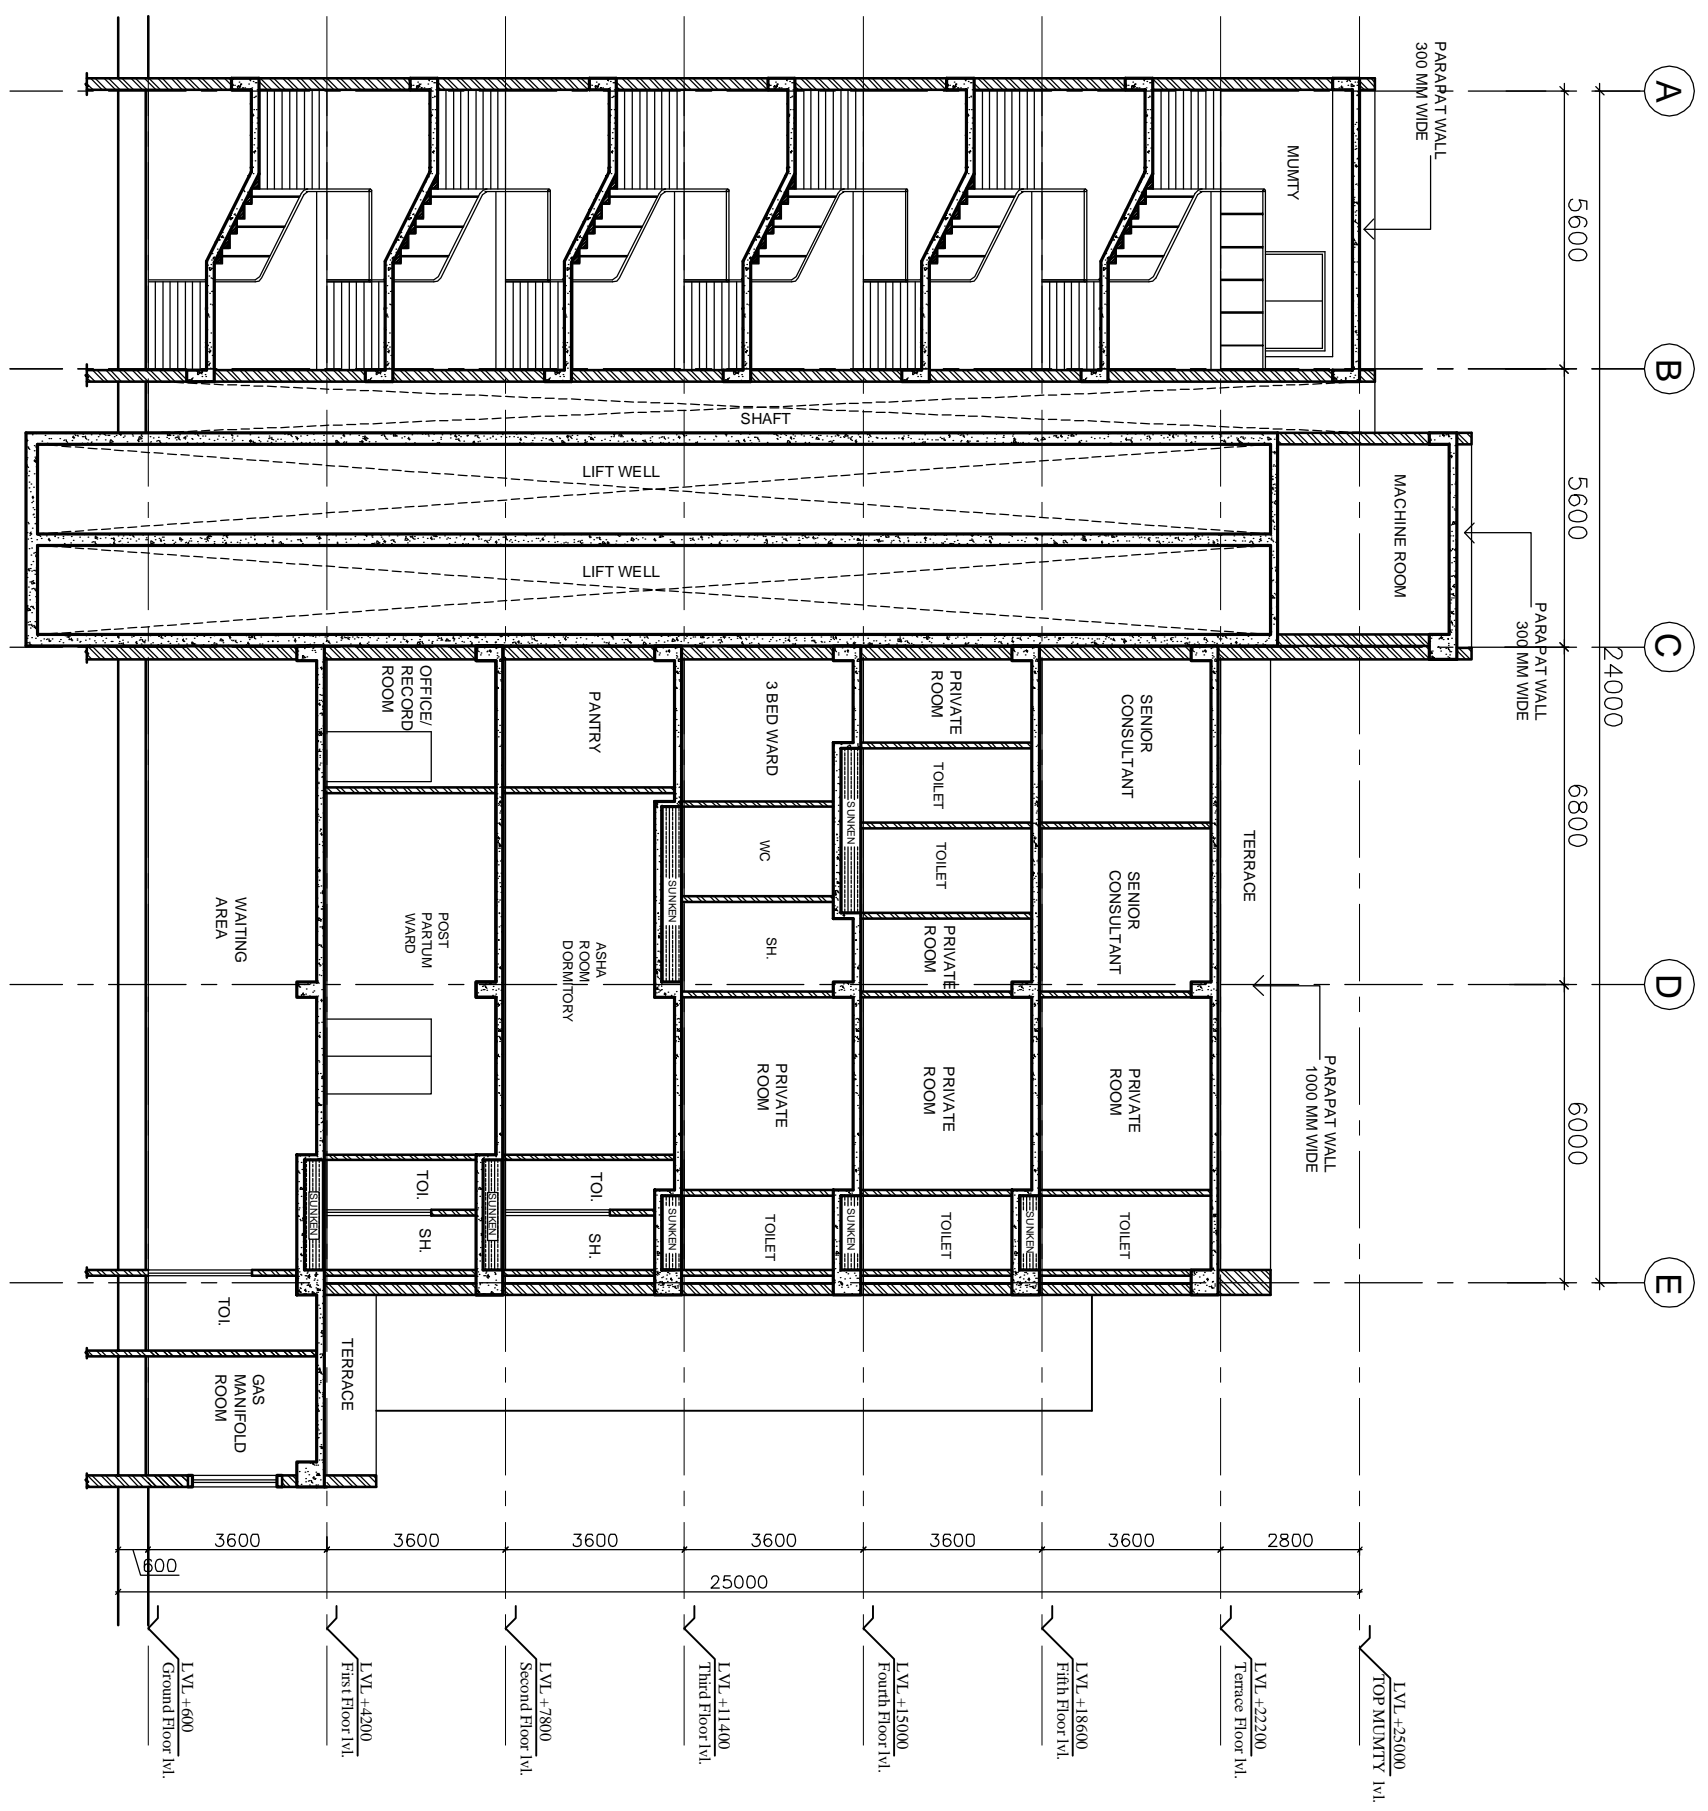 A
B
C
D
E
24000
5600
5600
6800
6000
PARAPAT WALL
300 MM WIDE
PARAPAT WALL
300 MM WIDE
PARAPAT WALL
1000 MM WIDE
MUMTY
SHAFT
LIFT WELL
LIFT WELL
MACHINE ROOM
TERRACE
SENIOR
CONSULTANT
SENIOR
CONSULTANT
PRIVATE
ROOM
TOILET
SUNKEN
PRIVATE
ROOM
TOILET
TOILET
PRIVATE
ROOM
PRIVATE
ROOM
TOILET
SUNKEN
SUNKEN
3 BED WARD
WC
SH.
PRIVATE
ROOM
TOILET
SUNKEN
SUNKEN
PANTRY
ASHA
ROOM
DORMITORY
TOI.
SH.
SUNKEN
OFFICE/
RECORD
ROOM
POST
PARTUM
WARD
TOI.
SH.
SUNKEN
WAITING
AREA
TOI.
GAS
MANIFOLD
ROOM
TERRACE
2800
3600
3600
3600
3600
3600
3600
600
25000
LVL +25000
TOP MUMTY lvl.
LVL +22200
Terrace Floor lvl.
LVL +18600
Fifth Floor lvl.
LVL +15000
Fourth Floor lvl.
LVL +11400
Third Floor lvl.
LVL +7800
Second Floor lvl.
LVL +4200
First Floor lvl.
LVL +600
Ground Floor lvl.